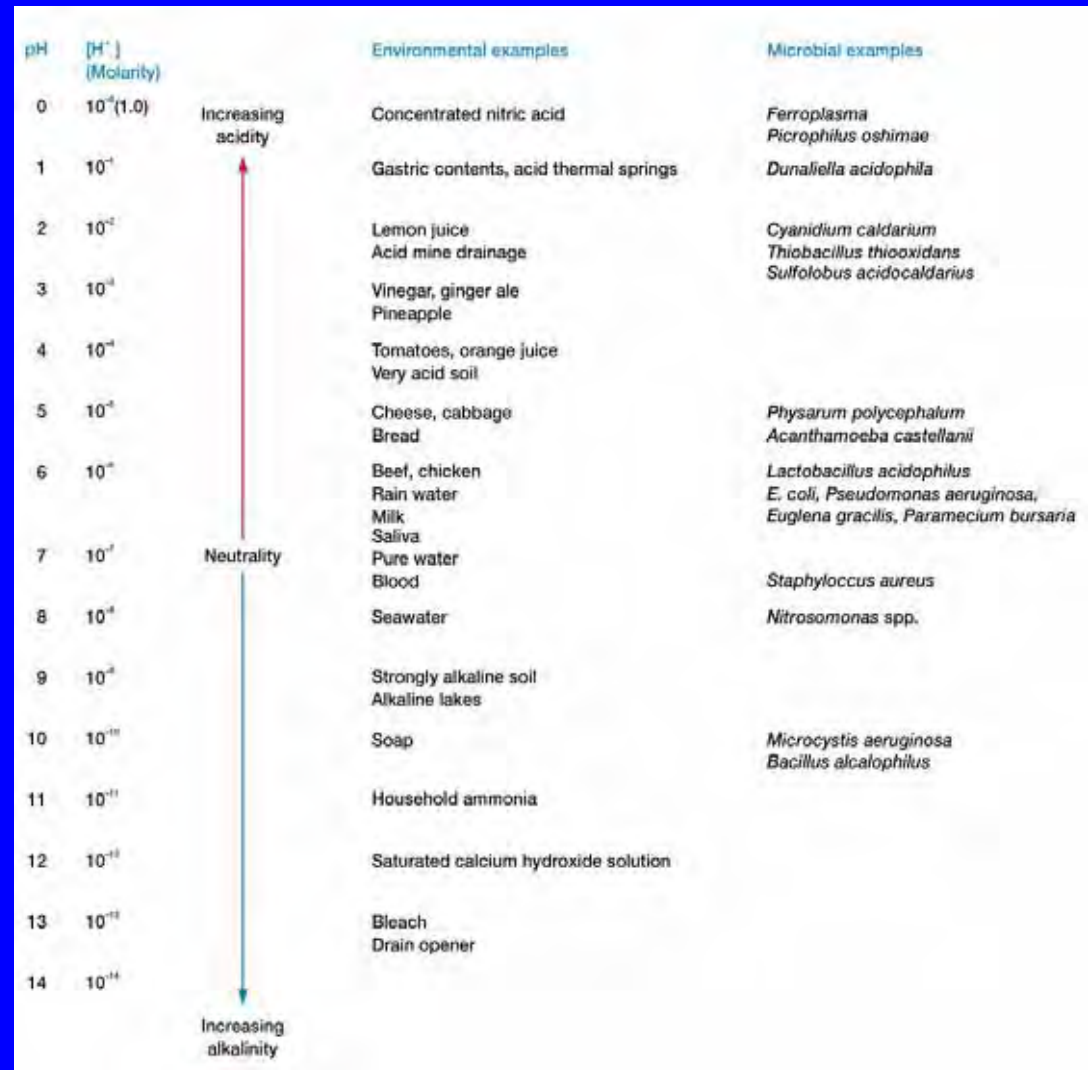 pH [H⁺] Environmental examples Microbial examples
(Molarity)
0 (1.0) Increasing Concentrated nitric acid Ferroplasma
acidity Picrophilus oshimae
1 10⁻¹ Gastric contents, acid thermal springs Dunaliella acidophila
2 10⁻² Lemon juice Cyanidium caldarium
Acid mine drainage Thiobacillus thiooxidans
Sulfolobus acidocaldarius
3 10⁻³ Vinegar, ginger ale
Pineapple
4 10⁻⁴ Tomatoes, orange juice
Very acid soil
5 10⁻⁵ Cheese, cabbage Physarum polycephalum
Bread Acanthamoeba castellanii
6 10⁻⁶ Beef, chicken Lactobacillus acidophilus
Rain water E. coli, Pseudomonas aeruginosa,
Milk Euglena gracilis, Paramecium bursaria
Saliva
7 10⁻⁷ Neutrality Pure water
Blood Staphyloccus aureus
8 10⁻⁸ Seawater Nitrosomonas spp.
9 10⁻⁹ Strongly alkaline soil
Alkaline lakes
10 10⁻¹⁰ Soap Microcystis aeruginosa
Bacillus alcalophilus
11 10⁻¹¹ Household ammonia
12 10⁻¹² Saturated calcium hydroxide solution
13 10⁻¹³ Bleach
Drain opener
14 10⁻¹⁴
Increasing
alkalinity